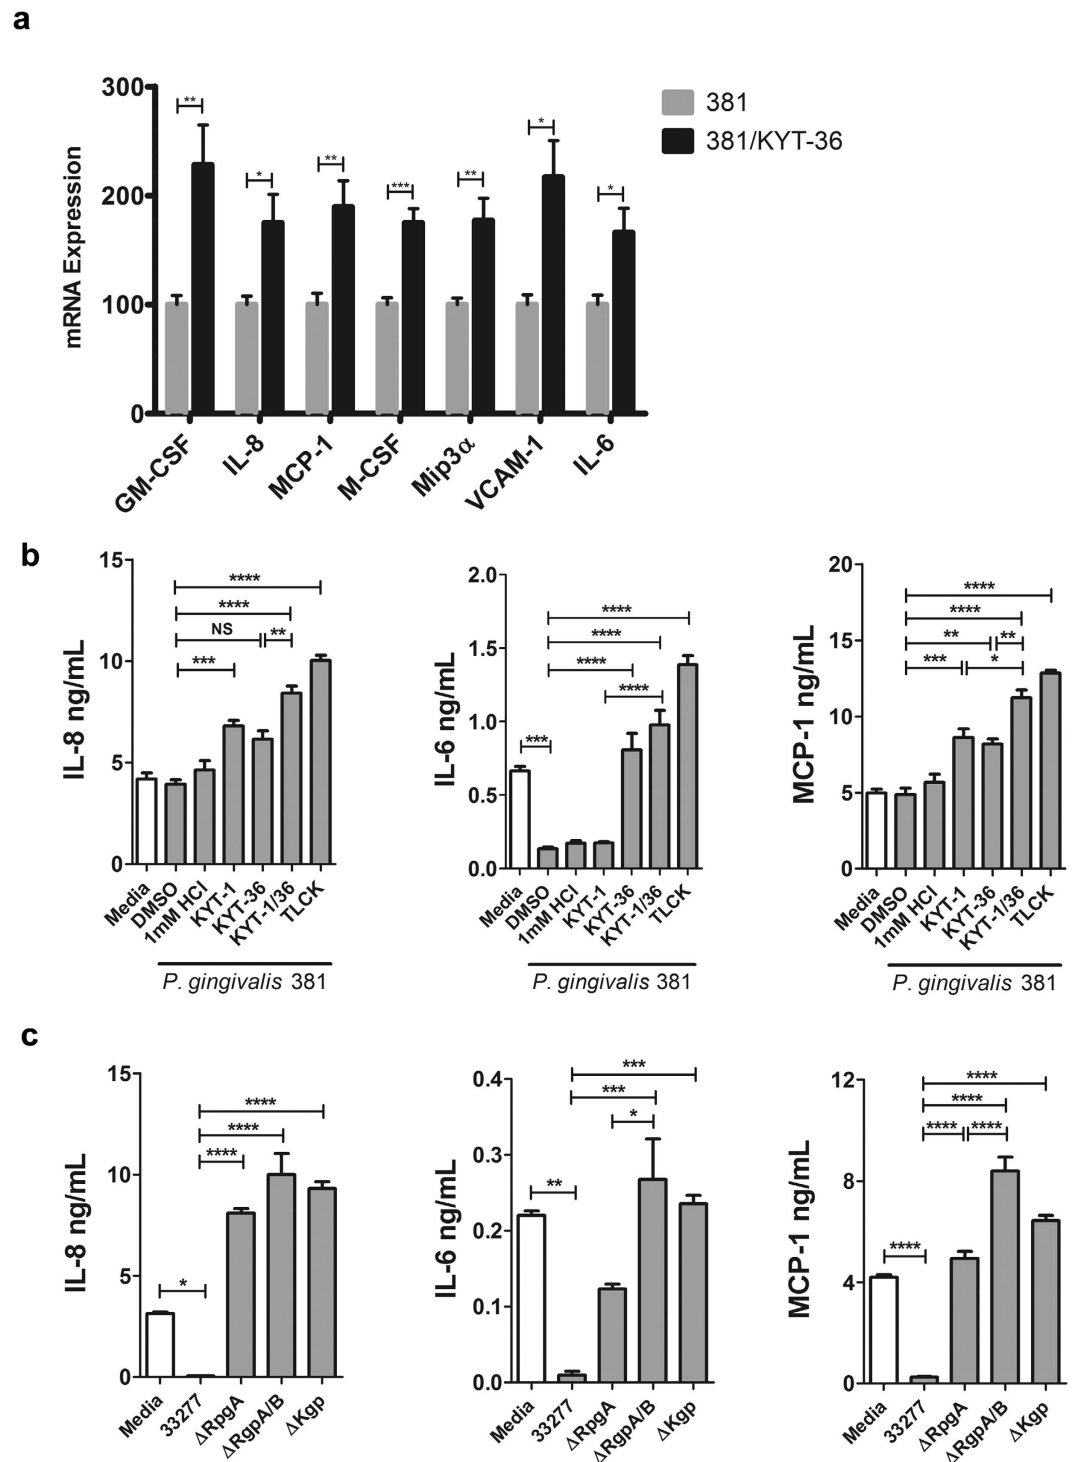 a
300
200
100
0
mRNA Expression
** * ** *** ** * *
381
381/KYT-36
GM-CSF IL-8 MCP-1 M-CSF Mip3α VCAM-1 IL-6
b
15
10
5
0
IL-8 ng/mL
****
****
NS **
***
Media DMSO 1mM HCl KYT-1 KYT-36 KYT-1/36 TLCK
P. gingivalis 381
2.0
1.5
1.0
0.5
0.0
IL-6 ng/mL
****
****
****
****
***
Media DMSO 1mM HCl KYT-1 KYT-36 KYT-1/36 TLCK
P. gingivalis 381
20
15
10
5
0
MCP-1 ng/mL
****
****
** **
*** *
Media DMSO 1mM HCl KYT-1 KYT-36 KYT-1/36 TLCK
P. gingivalis 381
c
15
10
5
0
IL-8 ng/mL
****
****
****
*
Media 33277 ΔRpgA ΔRgpA/B ΔKgp
0.4
0.3
0.2
0.1
0.0
IL-6 ng/mL
***
***
*
**
Media 33277 ΔRpgA ΔRgpA/B ΔKgp
12
8
4
0
MCP-1 ng/mL
****
****
**** ****
****
Media 33277 ΔRpgA ΔRgpA/B ΔKgp